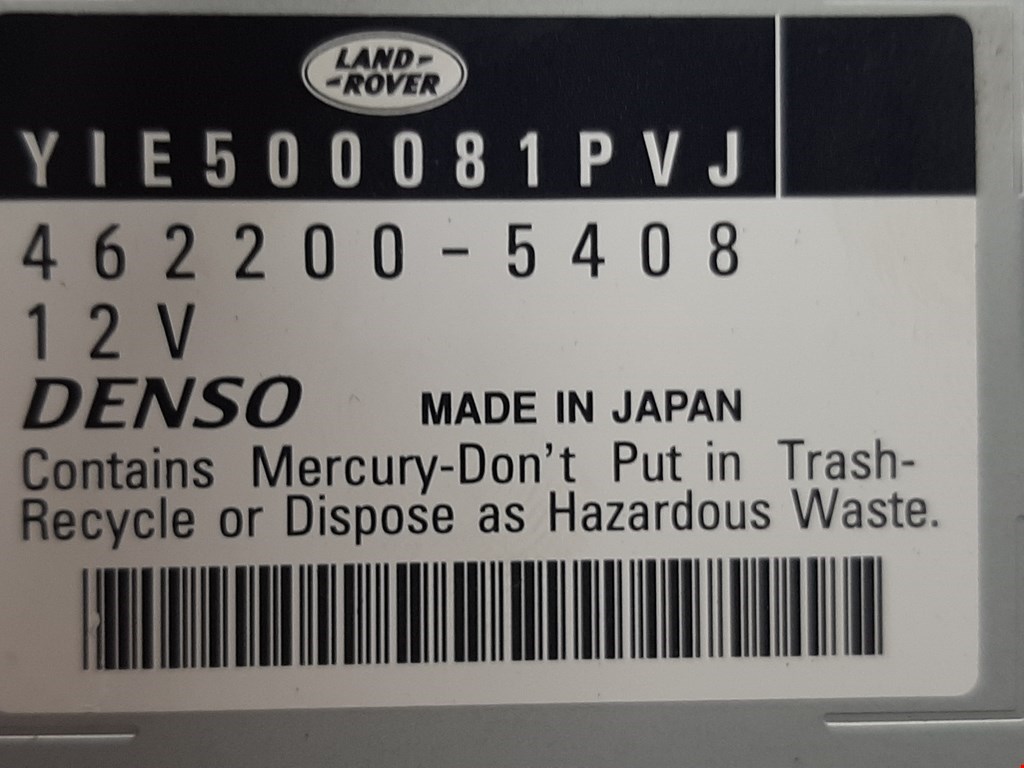 LAND-
-ROVER
YIE500081PVJ
462200-5408
12V
DENSO MADE IN JAPAN
Contains Mercury-Don't Put in Trash-
Recycle or Dispose as Hazardous Waste.